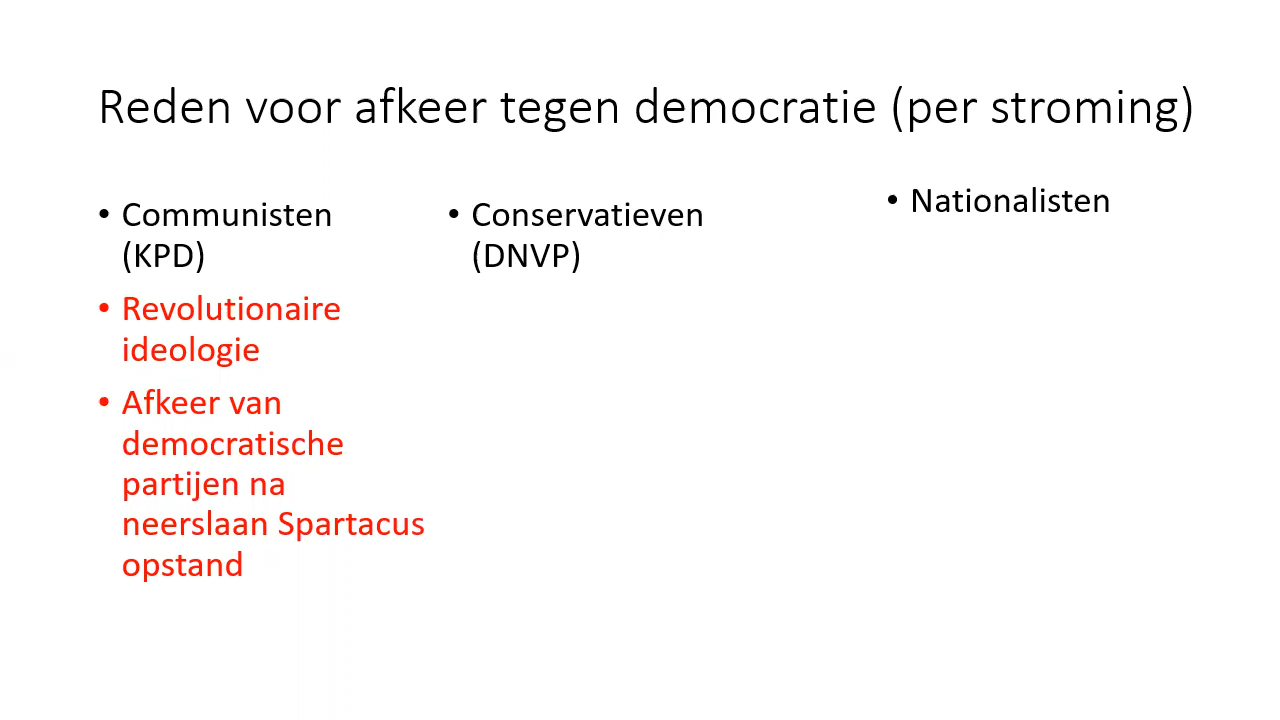 Reden voor afkeer tegen democratie (per stroming)
• Communisten
(KPD)
• Revolutionaire
ideologie
• Afkeer van
democratische
partijen na
neerslaan Spartacus
opstand
• Conservatieven
(DNVP)
• Nationalisten